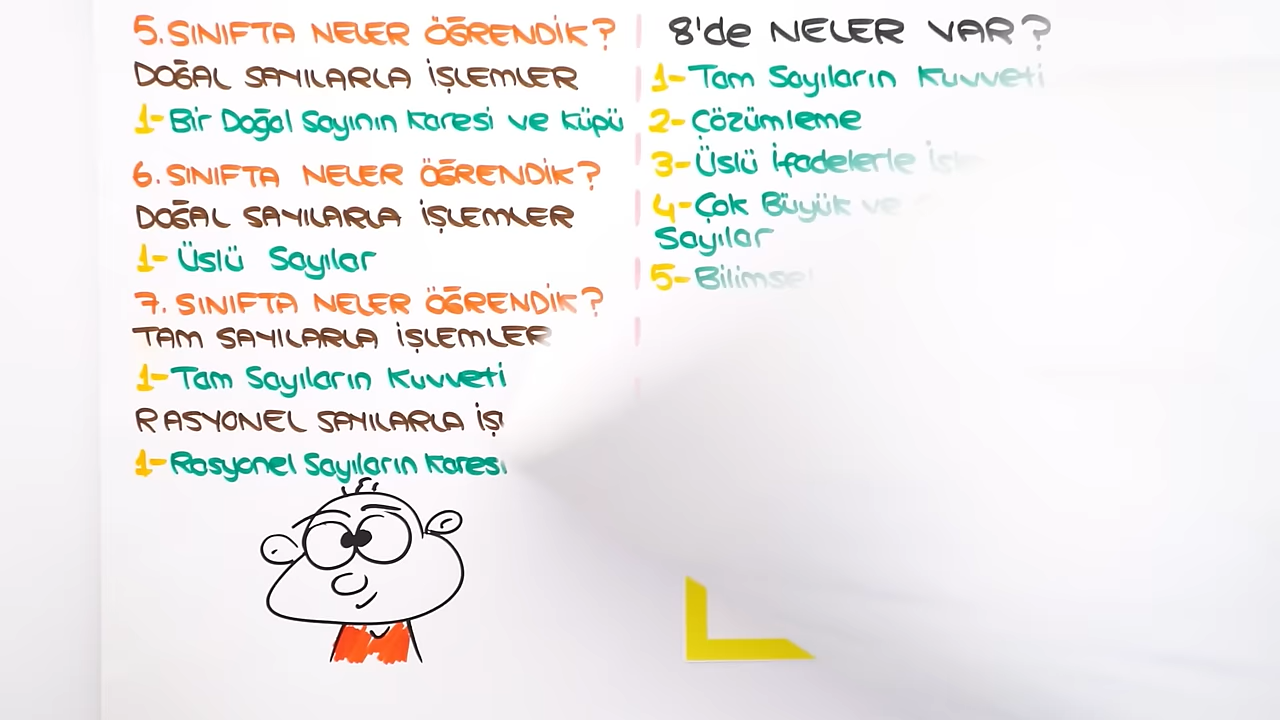 5. SINIFTA NELER ÖĞRENDİK?
DOĞAL SAYILARLA İŞLEMLER
1- Bir Doğal Sayının Karesi ve Küpü
6. SINIFTA NELER ÖĞRENDİK?
DOĞAL SAYILARLA İŞLEMLER
1- Üslü Sayılar
7. SINIFTA NELER ÖĞRENDİK?
TAM SAYILARLA İŞLEMLER
1- Tam Sayıların Kuvveti
RASYONEL SAYILARLA
1- Rasyonel Sayıların Karesi
8'de NELER VAR?
1- Tam Sayıların Kuvveti
2- Çözümleme
3- Üslü İfadelerle
4- Çok Büyük ve
Sayılar
5-